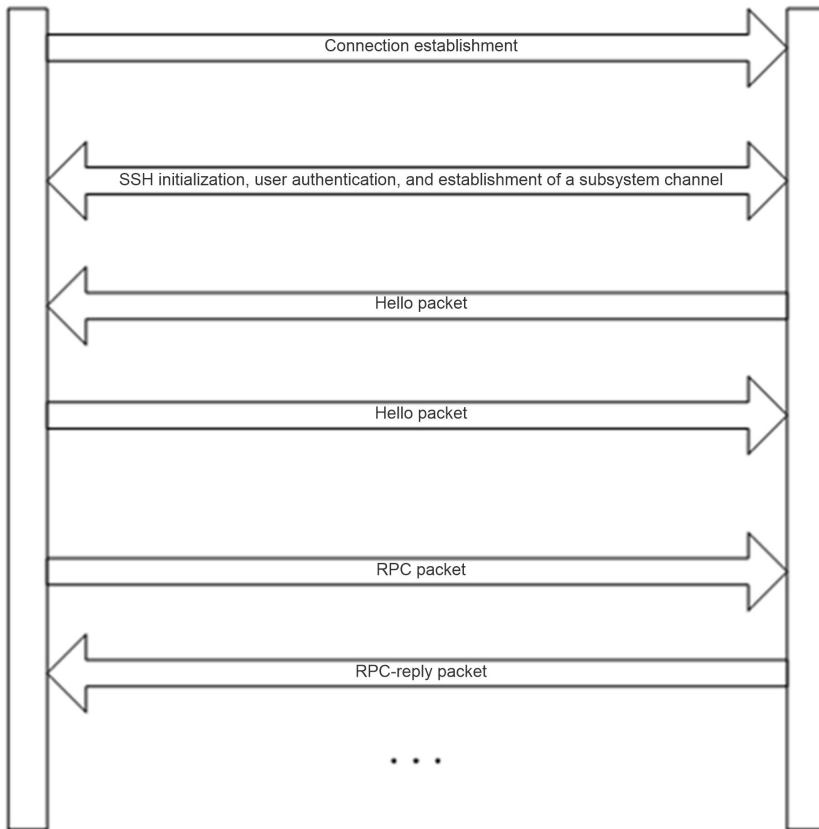 Connection establishment
SSH initialization, user authentication, and establishment of a subsystem channel
Hello packet
Hello packet
RPC packet
RPC-reply packet
. . .